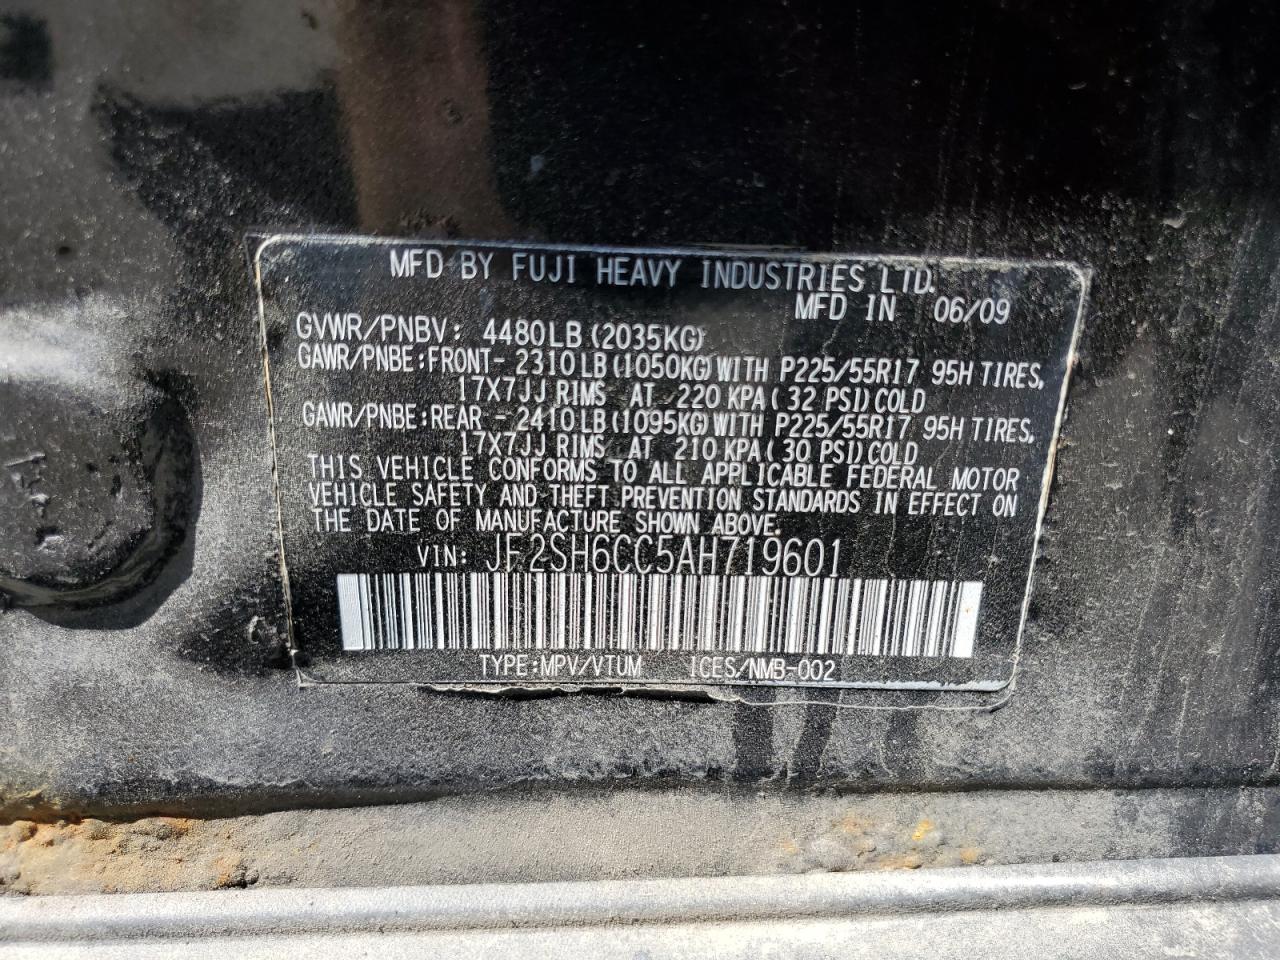 MFD BY FUJI HEAVY INDUSTRIES LTD.
MFD IN 06/09
GVWR/PNBV: 4480LB (2035KG)
GAWR/PNBE:FRONT- 2310LB(1050KG)WITH P225/55R17 95H TIRES,
17X7JJ RIMS AT 220 KPA( 32 PSI)COLD
GAWR/PNBE:REAR - 2410LB(1095KG)WITH P225/55R17 95H TIRES,
17X7JJ RIMS AT 210 KPA( 30 PSI)COLD
THIS VEHICLE CONFORMS TO ALL APPLICABLE FEDERAL MOTOR
VEHICLE SAFETY AND THEFT PREVENTION STANDARDS IN EFFECT ON
THE DATE OF MANUFACTURE SHOWN ABOVE.
VIN: JF2SH6CC5AH719601
TYPE:MPV/VTUM ICES/NMB-002